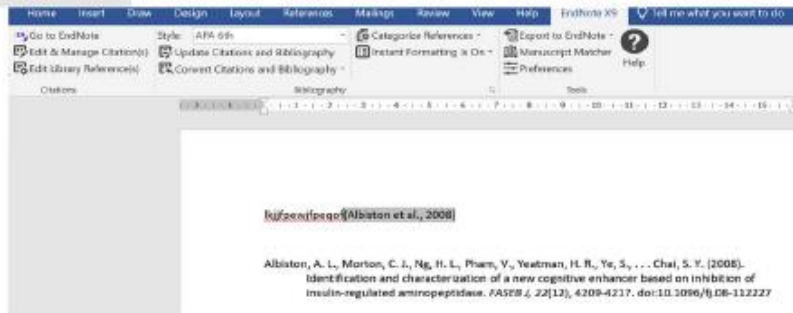 Home Insert Draw Design Layout References Mailings Review View Help EndNote X9 Tell me what you want to do
Go to EndNote Style: APA 6th Categorize References Export to EndNote
Edit & Manage Citation(s) Update Citations and Bibliography Instant Formatting is On Manuscript Matcher
Edit Library Reference(s) Convert Citations and Bibliography Preferences Help
Citations Bibliography Tools
(Albiston et al., 2008)
Albiston, A. L., Morton, C. J., Ng, H. L., Pham, V., Yeatman, H. R., Ye, S., . . . Chai, S. Y. (2008).
Identification and characterization of a new cognitive enhancer based on inhibition of
insulin-regulated aminopeptidase. FASEB J, 22(12), 4209-4217. doi:10.1096/fj.08-112227